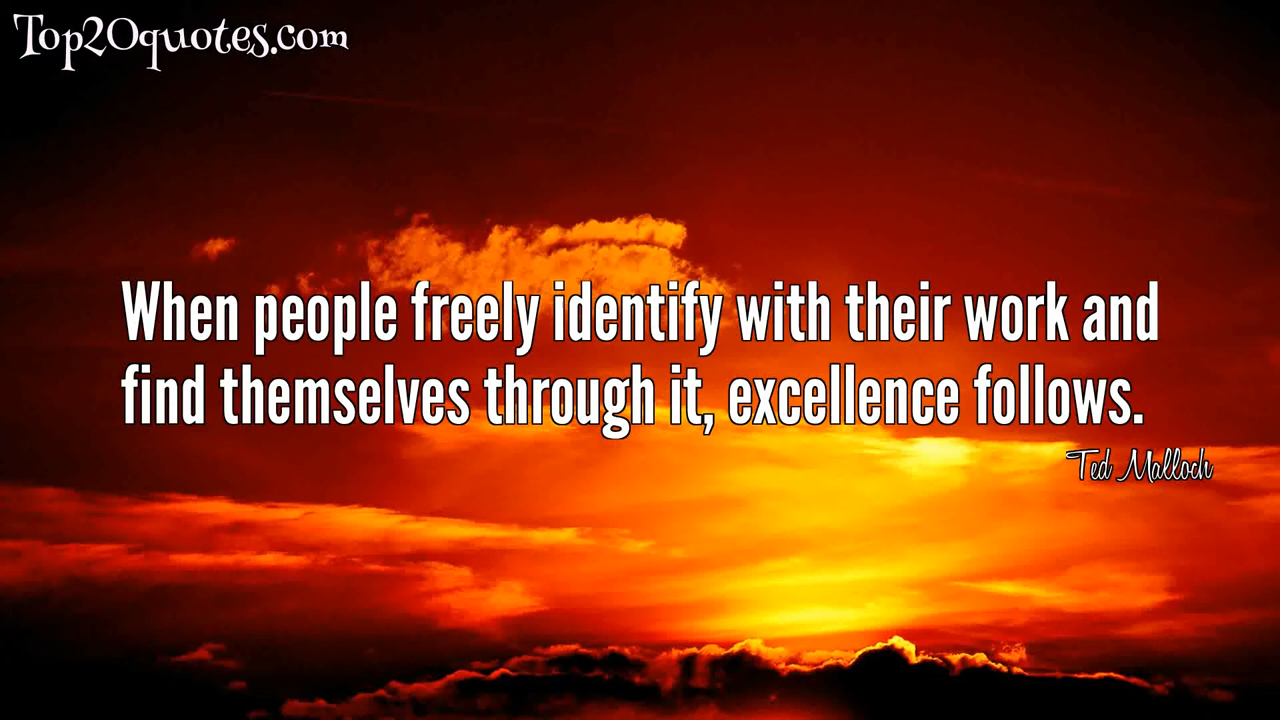 Top20quotes.com
When people freely identify with their work and
find themselves through it, excellence follows.
Ted Malloch